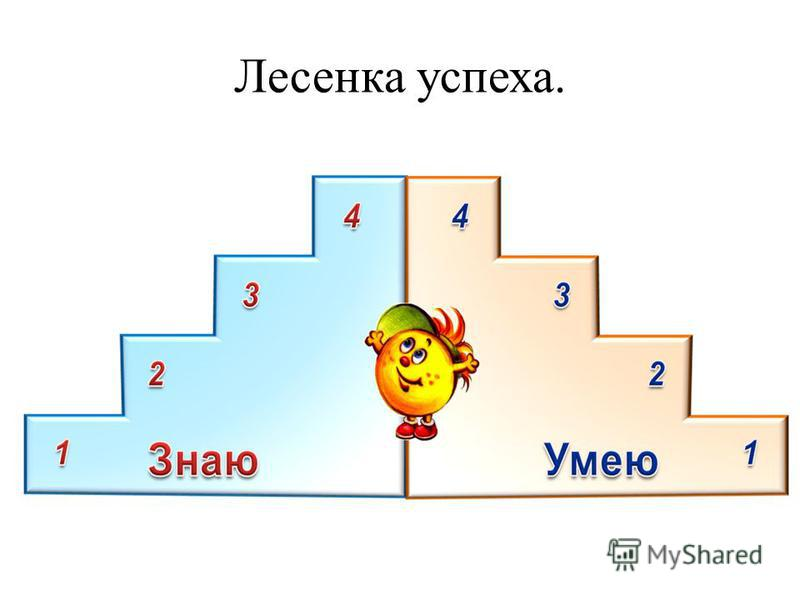 Лесенка успеха.
4 4
3 3
2 2
1 Знаю Умею 1
MyShared